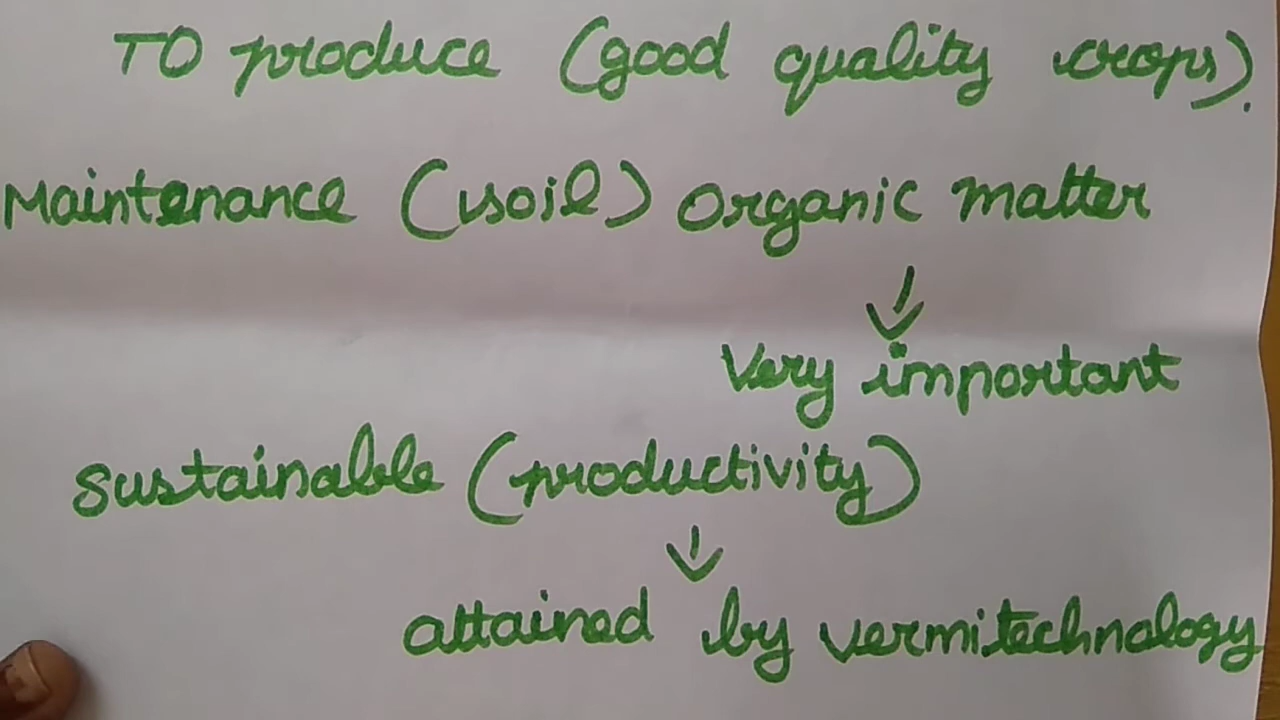 TO produce (good quality crops).
Maintenance (soil) organic matter
↓
Very important
sustainable (productivity)
↓
attained by vermitechnology